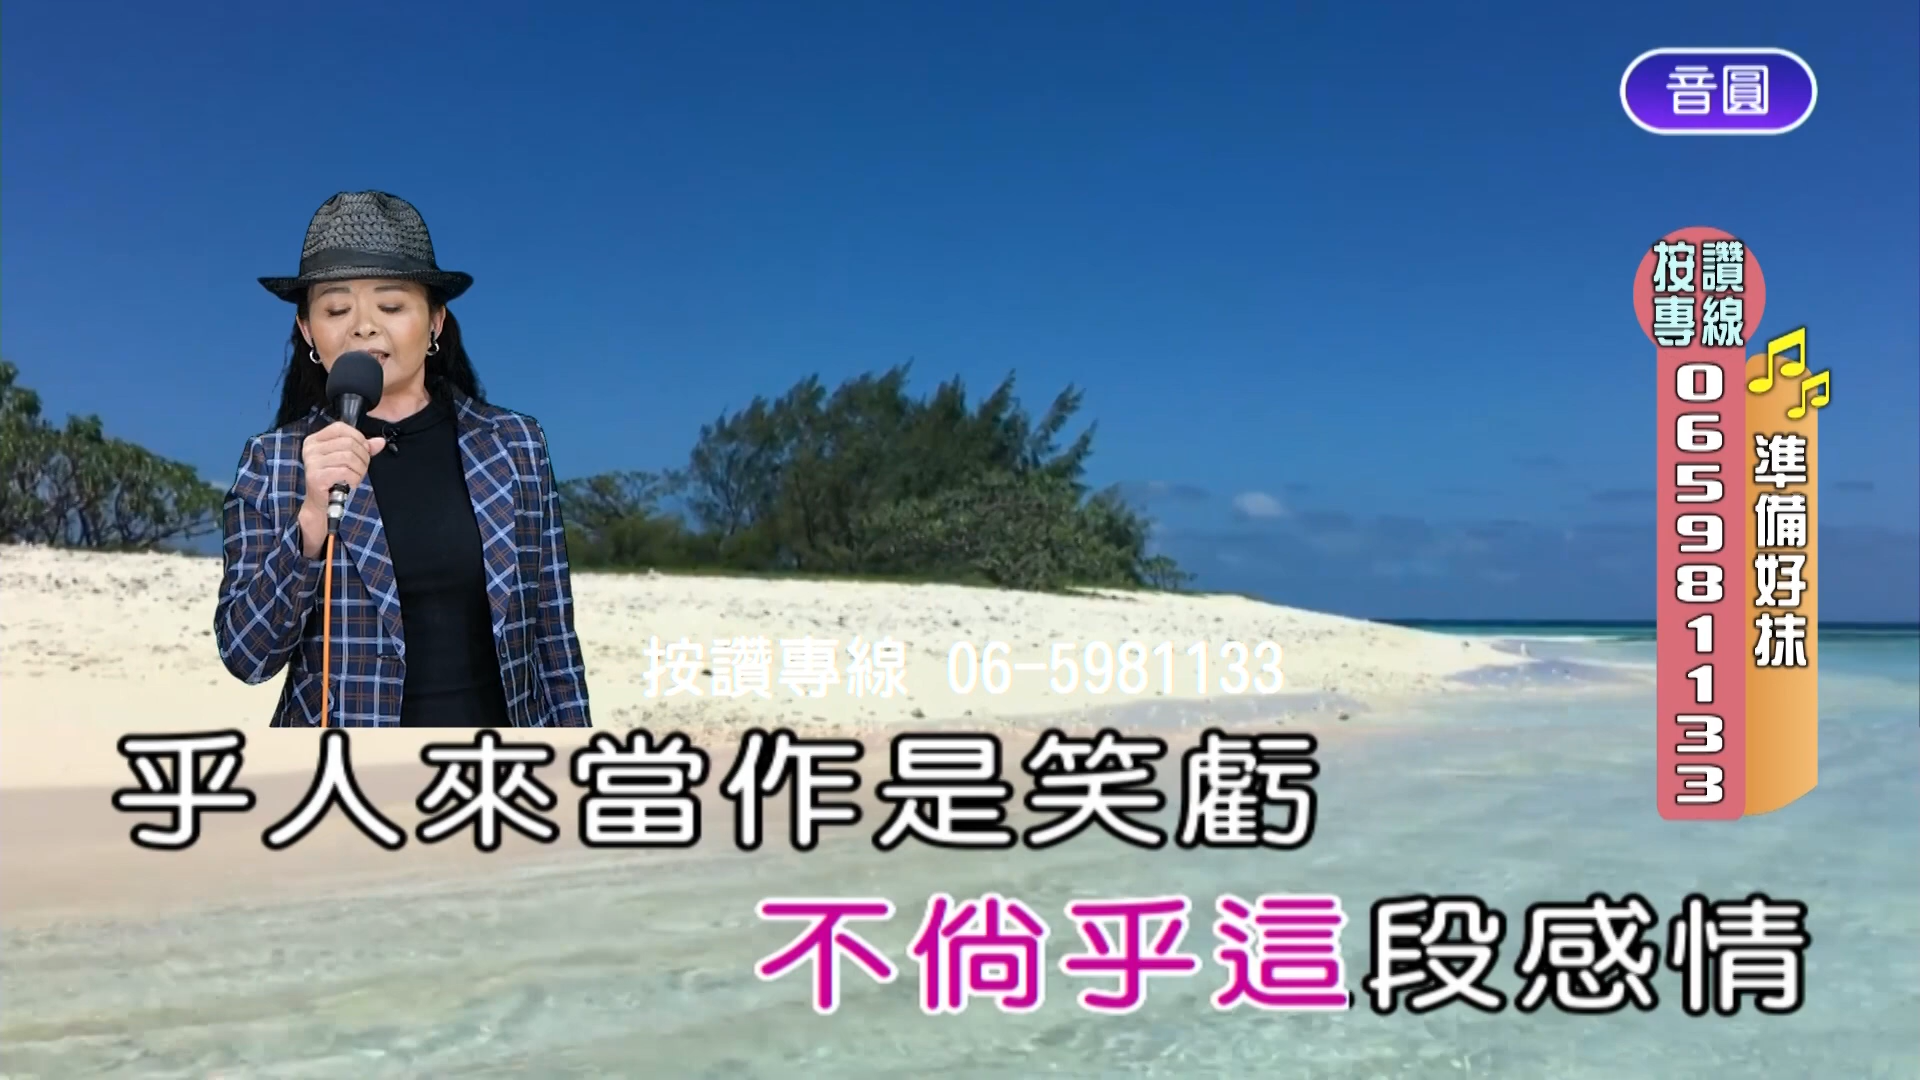 音圓
按讚
專線
065981133
準備好抹
按讚專線 06-5981133
乎人來當作是笑虧
不倘乎這段感情